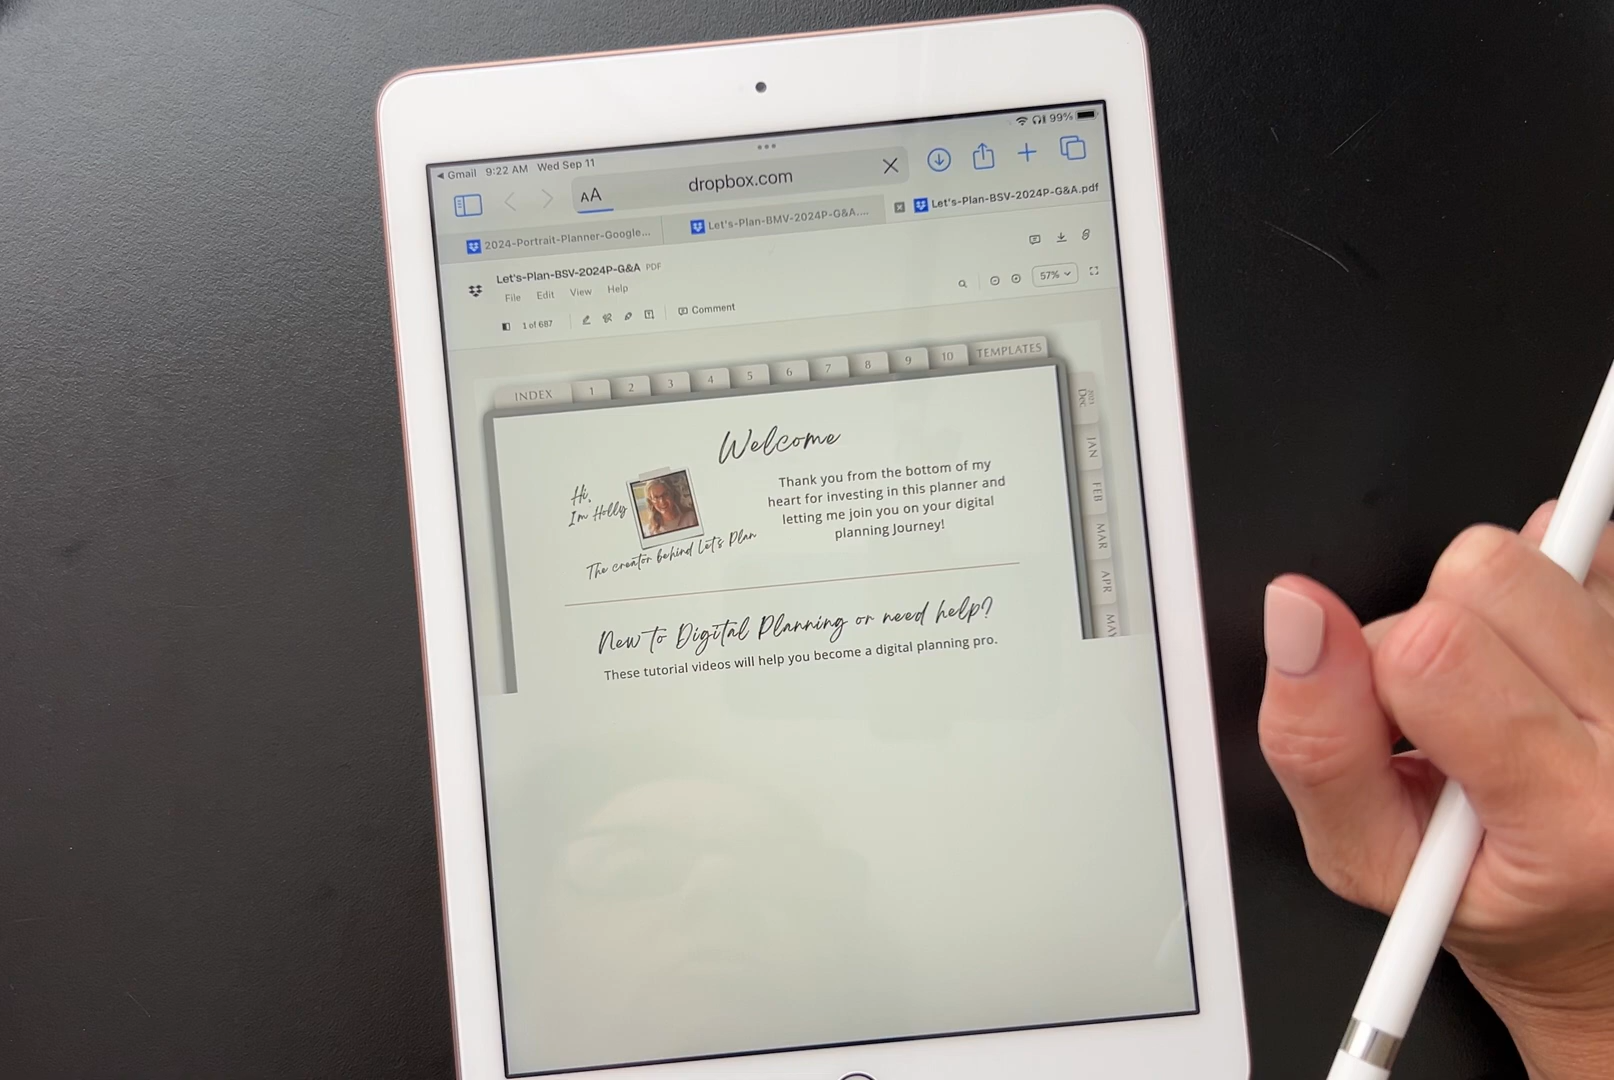 ◀ Gmail 9:22 AM Wed Sep 11
99%
AA dropbox.com
2024-Portrait-Planner-Google...
Let's-Plan-BMV-2024P-G&A....
Let's-Plan-BSV-2024P-G&A.pdf
Let's-Plan-BSV-2024P-G&A PDF
File Edit View Help
1 of 687
Comment
57%
INDEX 1 2 3 4 5 6 7 8 9 10 TEMPLATES
2023
Dec
JAN
FEB
MAR
APR
MAY
Welcome
Hi,
Im Holly
The creator behind Let's Plan
Thank you from the bottom of my
heart for investing in this planner and
letting me join you on your digital
planning Journey!
New to Digital Planning or need help?
These tutorial videos will help you become a digital planning pro.